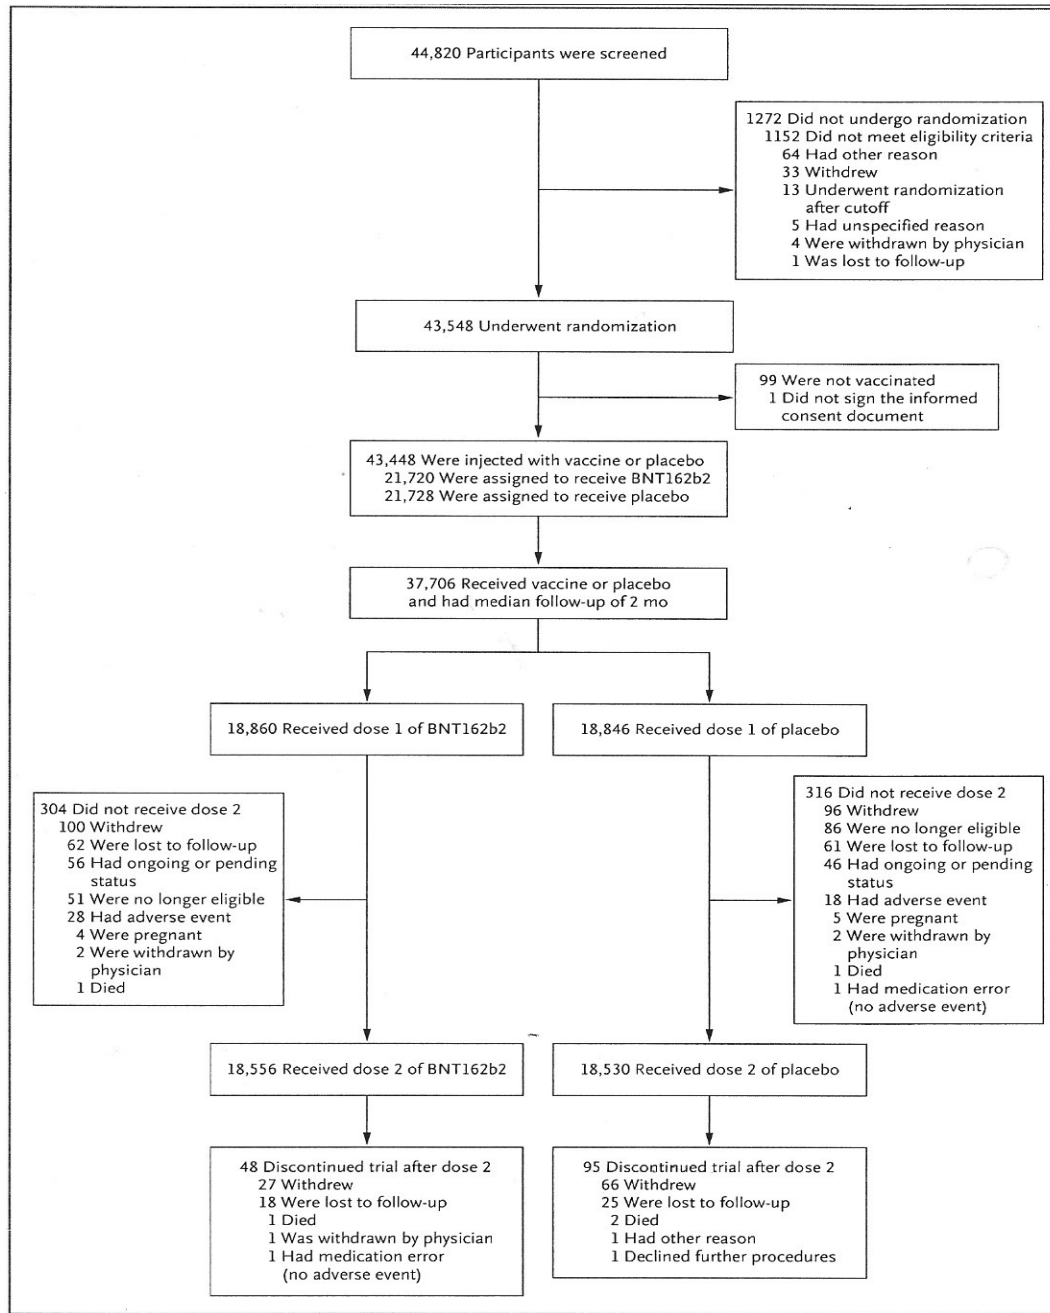 44,820 Participants were screened
1272 Did not undergo randomization
1152 Did not meet eligibility criteria
64 Had other reason
33 Withdrew
13 Underwent randomization
after cutoff
5 Had unspecified reason
4 Were withdrawn by physician
1 Was lost to follow-up
43,548 Underwent randomization
99 Were not vaccinated
1 Did not sign the informed
consent document
43,448 Were injected with vaccine or placebo
21,720 Were assigned to receive BNT162b2
21,728 Were assigned to receive placebo
37,706 Received vaccine or placebo
and had median follow-up of 2 mo
18,860 Received dose 1 of BNT162b2
18,846 Received dose 1 of placebo
304 Did not receive dose 2
100 Withdrew
62 Were lost to follow-up
56 Had ongoing or pending
status
51 Were no longer eligible
28 Had adverse event
4 Were pregnant
2 Were withdrawn by
physician
1 Died
316 Did not receive dose 2
96 Withdrew
86 Were no longer eligible
61 Were lost to follow-up
46 Had ongoing or pending
status
18 Had adverse event
5 Were pregnant
2 Were withdrawn by
physician
1 Died
1 Had medication error
(no adverse event)
18,556 Received dose 2 of BNT162b2
18,530 Received dose 2 of placebo
48 Discontinued trial after dose 2
27 Withdrew
18 Were lost to follow-up
1 Died
1 Was withdrawn by physician
1 Had medication error
(no adverse event)
95 Discontinued trial after dose 2
66 Withdrew
25 Were lost to follow-up
2 Died
1 Had other reason
1 Declined further procedures